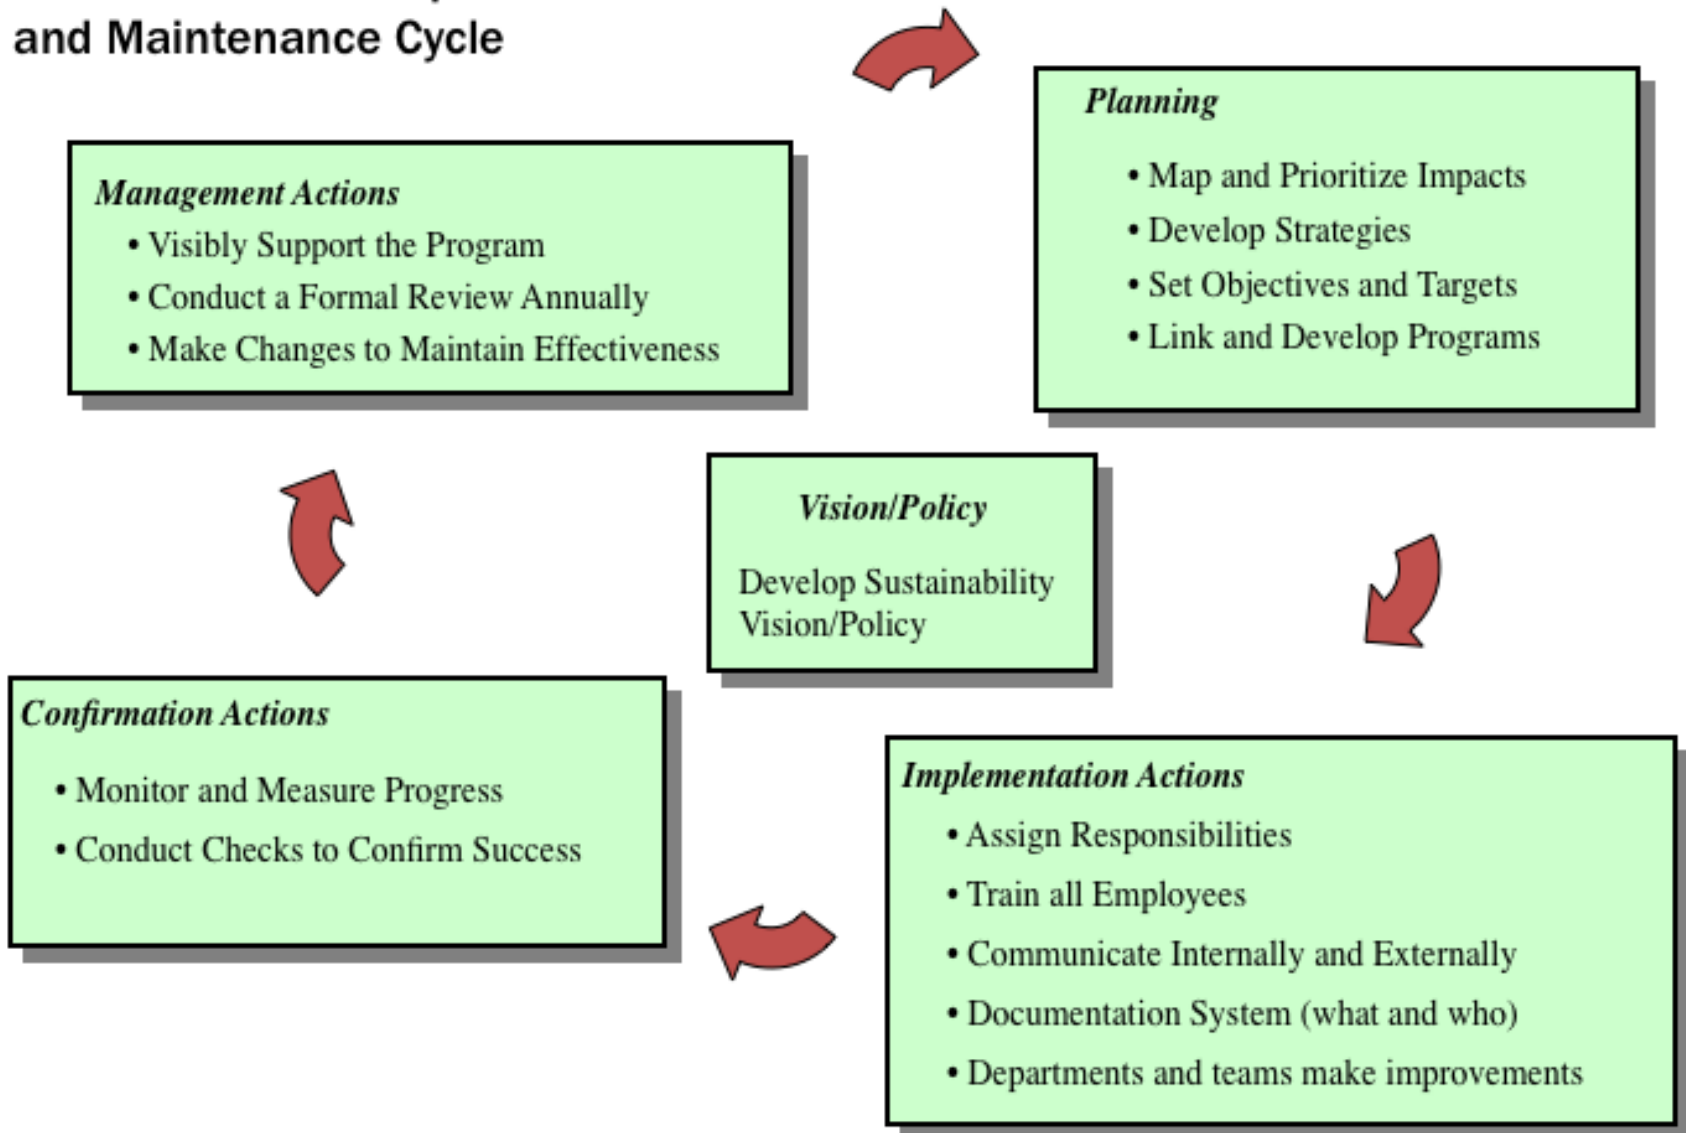 and Maintenance Cycle
Management Actions
• Visibly Support the Program
• Conduct a Formal Review Annually
• Make Changes to Maintain Effectiveness
Planning
• Map and Prioritize Impacts
• Develop Strategies
• Set Objectives and Targets
• Link and Develop Programs
Vision/Policy
Develop Sustainability
Vision/Policy
Confirmation Actions
• Monitor and Measure Progress
• Conduct Checks to Confirm Success
Implementation Actions
• Assign Responsibilities
• Train all Employees
• Communicate Internally and Externally
• Documentation System (what and who)
• Departments and teams make improvements